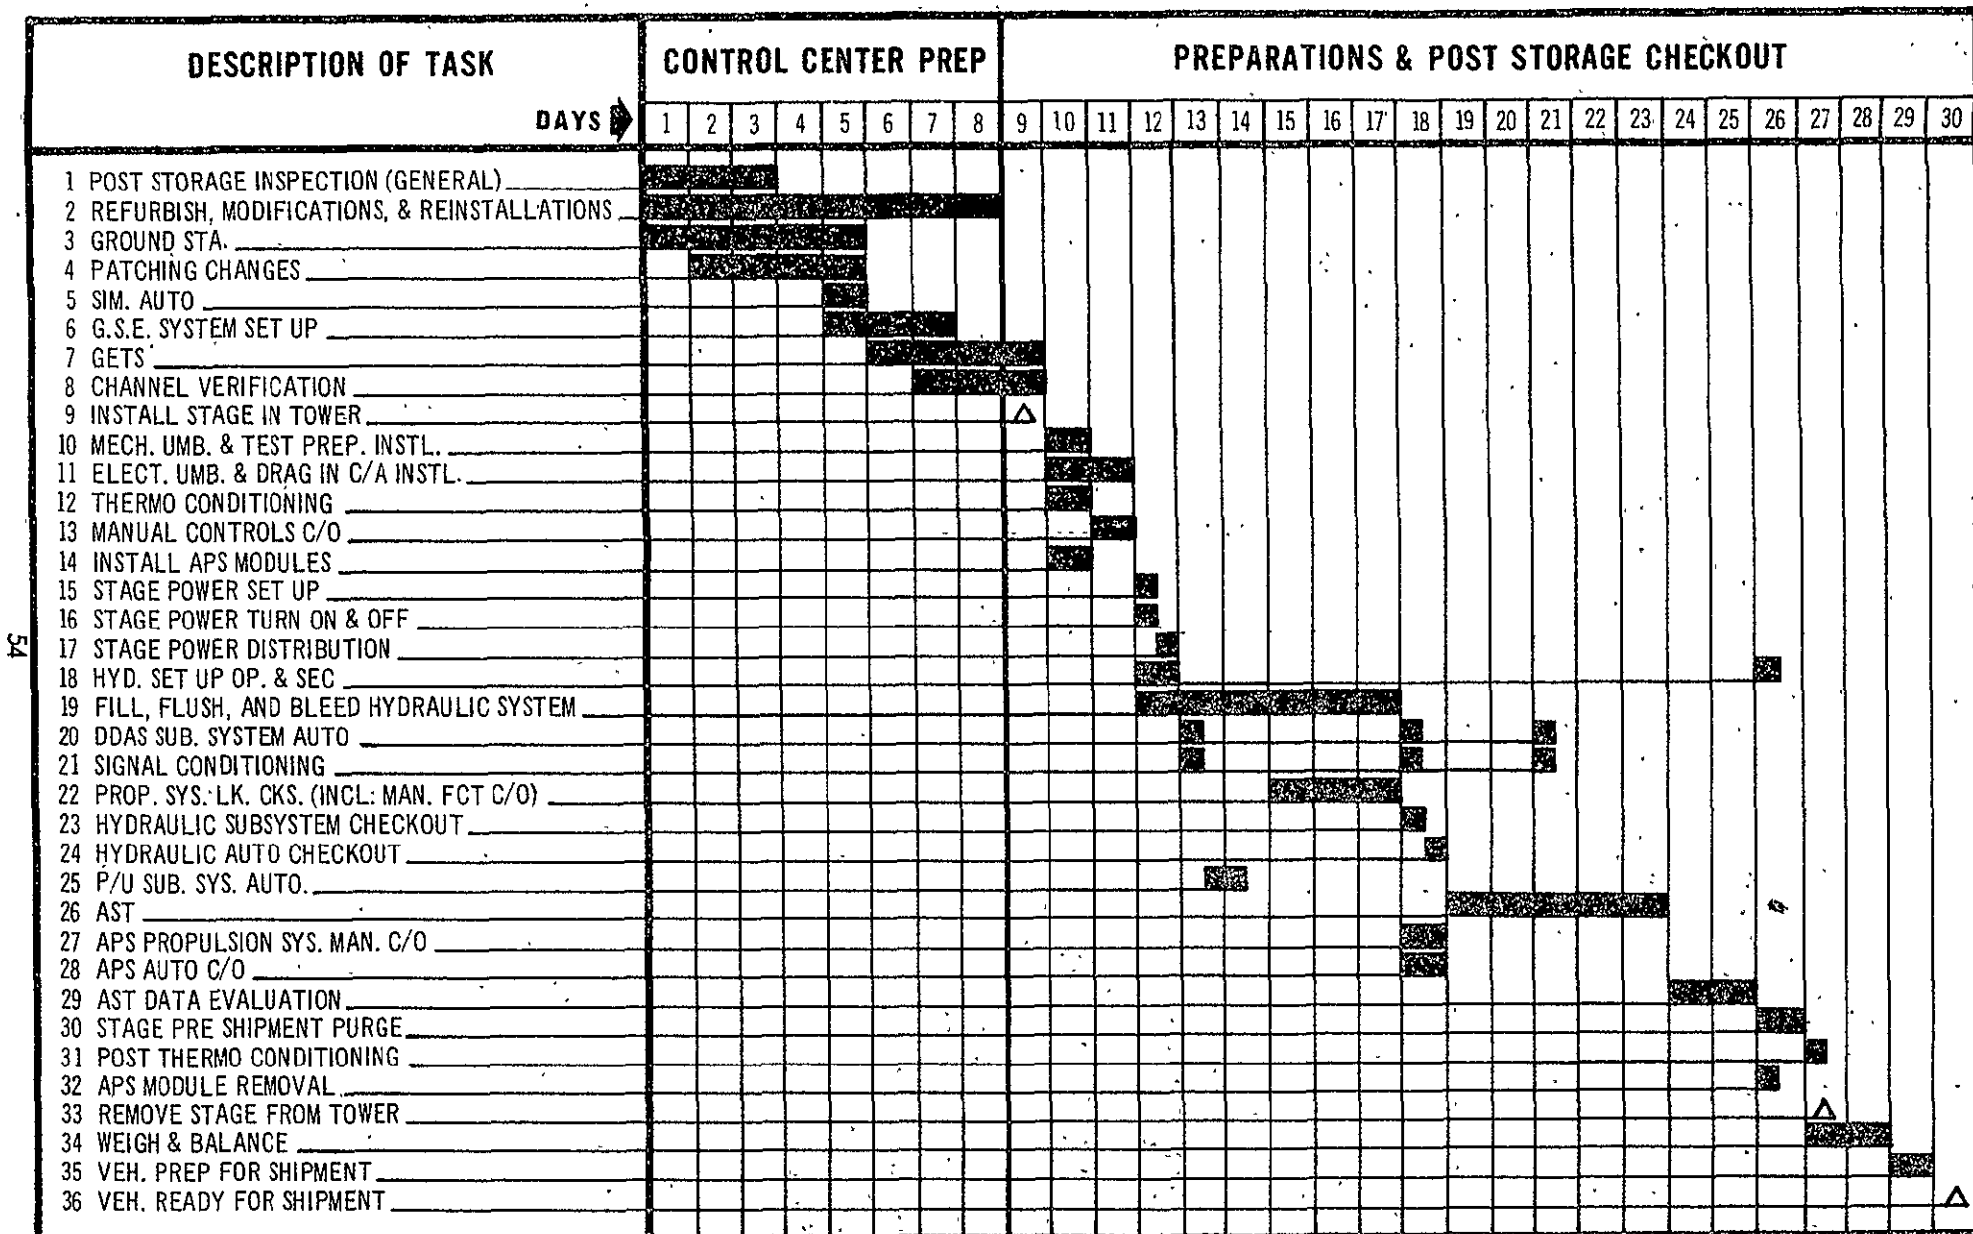 DESCRIPTION OF TASK
CONTROL CENTER PREP
PREPARATIONS & POST STORAGE CHECKOUT
DAYS 1 2 3 4 5 6 7 8 9 10 11 12 13 14 15 16 17 18 19 20 21 22 23 24 25 26 27 28 29 30
1 POST STORAGE INSPECTION (GENERAL)
2 REFURBISH, MODIFICATIONS, & REINSTALLATIONS
3 GROUND STA.
4 PATCHING CHANGES
5 SIM. AUTO
6 G.S.E. SYSTEM SET UP
7 GETS
8 CHANNEL VERIFICATION
9 INSTALL STAGE IN TOWER
10 MECH. UMB. & TEST PREP. INSTL.
11 ELECT. UMB. & DRAG IN C/A INSTL.
12 THERMO CONDITIONING
13 MANUAL CONTROLS C/O
14 INSTALL APS MODULES
15 STAGE POWER SET UP
16 STAGE POWER TURN ON & OFF
17 STAGE POWER DISTRIBUTION
18 HYD. SET UP OP. & SEC
19 FILL, FLUSH, AND BLEED HYDRAULIC SYSTEM
20 DDAS SUB. SYSTEM AUTO
21 SIGNAL CONDITIONING
22 PROP. SYS. LK. CKS. (INCL: MAN. FCT C/O)
23 HYDRAULIC SUBSYSTEM CHECKOUT
24 HYDRAULIC AUTO CHECKOUT
25 P/U SUB. SYS. AUTO.
26 AST
27 APS PROPULSION SYS. MAN. C/O
28 APS AUTO C/O
29 AST DATA EVALUATION
30 STAGE PRE SHIPMENT PURGE
31 POST THERMO CONDITIONING
32 APS MODULE REMOVAL
33 REMOVE STAGE FROM TOWER
34 WEIGH & BALANCE
35 VEH. PREP FOR SHIPMENT
36 VEH. READY FOR SHIPMENT
54